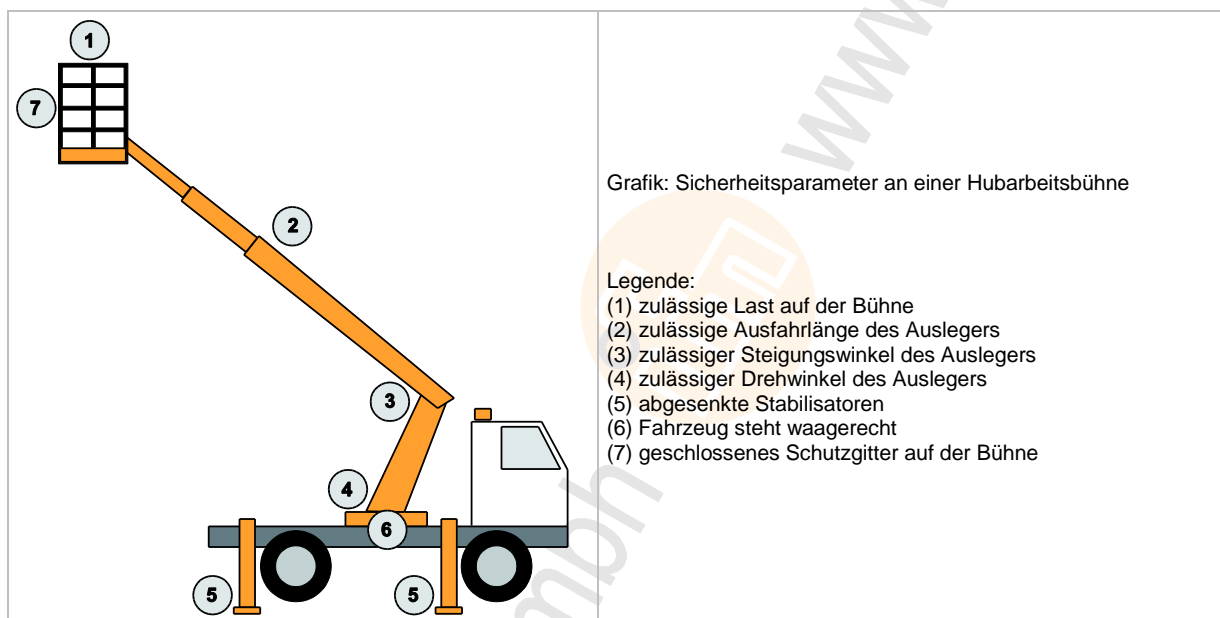 1
7
2
3
4
6
5
5
Grafik: Sicherheitsparameter an einer Hubarbeitsbühne
Legende:
(1) zulässige Last auf der Bühne
(2) zulässige Ausfahrlänge des Auslegers
(3) zulässiger Steigungswinkel des Auslegers
(4) zulässiger Drehwinkel des Auslegers
(5) abgesenkte Stabilisatoren
(6) Fahrzeug steht waagerecht
(7) geschlossenes Schutzgitter auf der Bühne
www
mbh